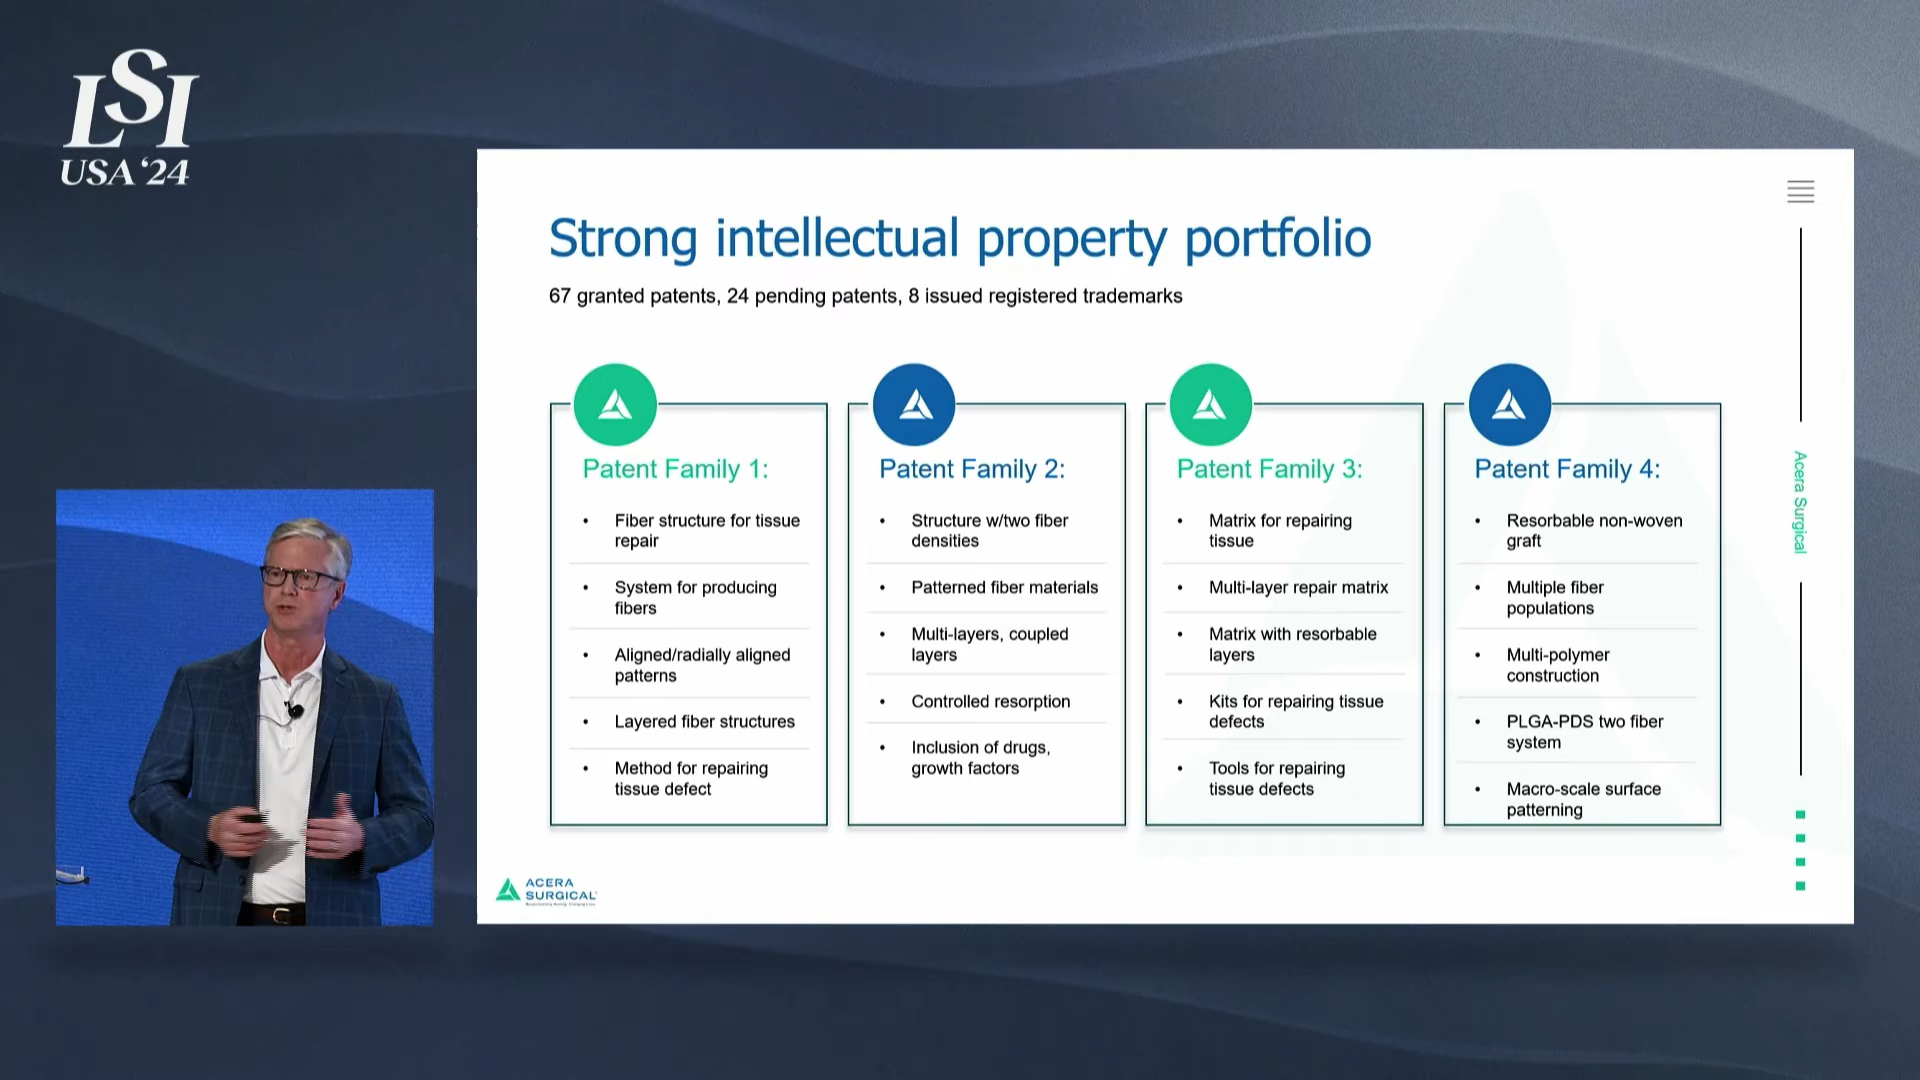 LSI
USA '24
Strong intellectual property portfolio
67 granted patents, 24 pending patents, 8 issued registered trademarks
Patent Family 1:
• Fiber structure for tissue
repair
• System for producing
fibers
• Aligned/radially aligned
patterns
• Layered fiber structures
• Method for repairing
tissue defect
Patent Family 2:
• Structure w/two fiber
densities
• Patterned fiber materials
• Multi-layers, coupled
layers
• Controlled resorption
• Inclusion of drugs,
growth factors
Patent Family 3:
• Matrix for repairing
tissue
• Multi-layer repair matrix
• Matrix with resorbable
layers
• Kits for repairing tissue
defects
• Tools for repairing
tissue defects
Patent Family 4:
• Resorbable non-woven
graft
• Multiple fiber
populations
• Multi-polymer
construction
• PLGA-PDS two fiber
system
• Macro-scale surface
patterning
Acera Surgical
ACERA
SURGICAL